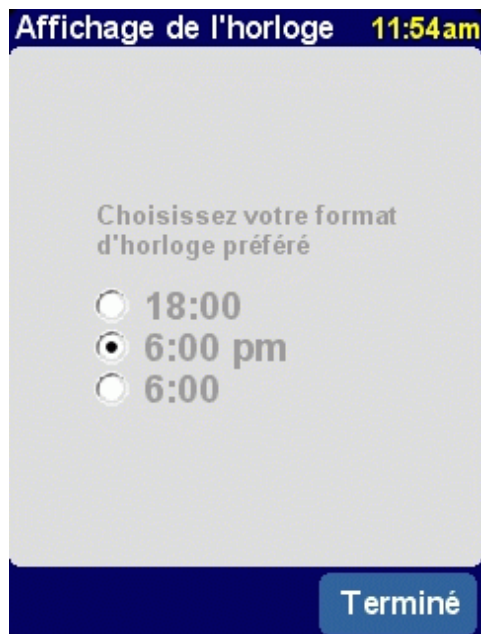 Affichage de l'horloge 11:54am
Choisissez votre format
d'horloge préféré
18:00
6:00 pm
6:00
Terminé